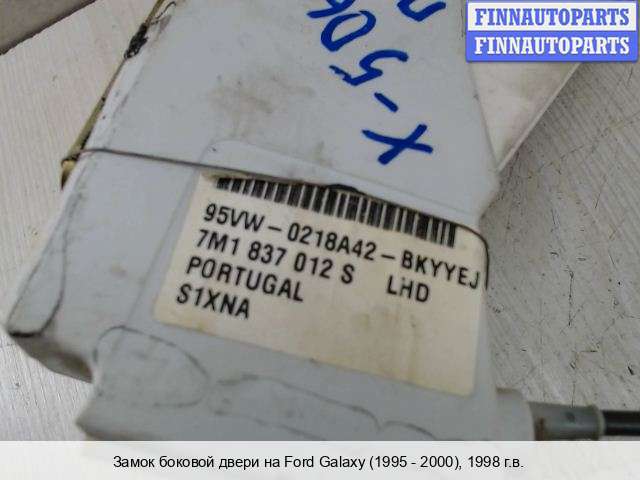 FINNAUTOPARTS
FINNAUTOPARTS
X-506
95VW-0218A42-BKYYEJ
7M1 837 012 S LHD
PORTUGAL
S1XNA
Замок боковой двери на Ford Galaxy (1995 - 2000), 1998 г.в.